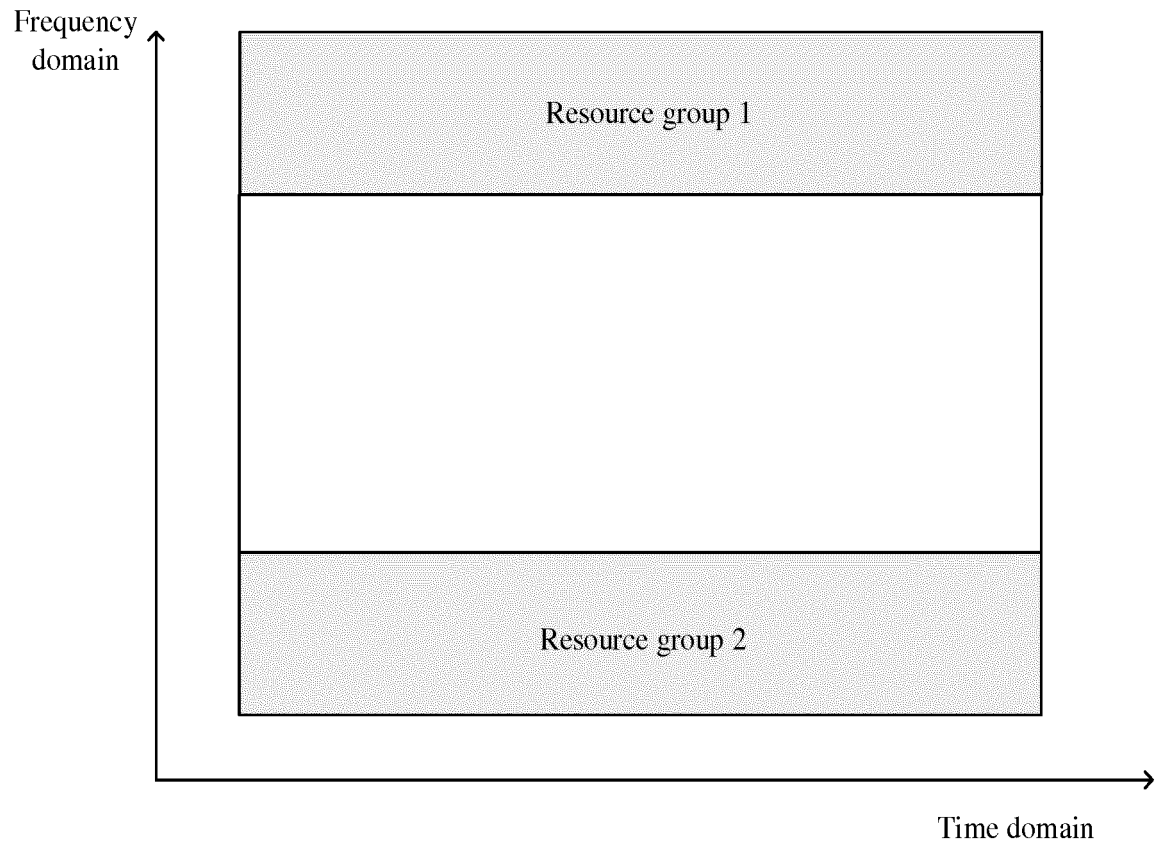 Frequency
domain
Resource group 1
Resource group 2
Time domain